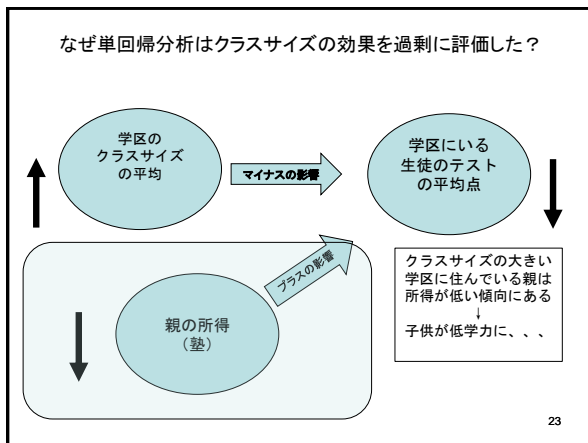 なぜ単回帰分析はクラスサイズの効果を過剰に評価した？
学区の
クラスサイズ
の平均
マイナスの影響
学区にいる
生徒のテスト
の平均点
プラスの影響
親の所得
（塾）
クラスサイズの大きい
学区に住んでいる親は
所得が低い傾向にある
↓
子供が低学力に、、、
23